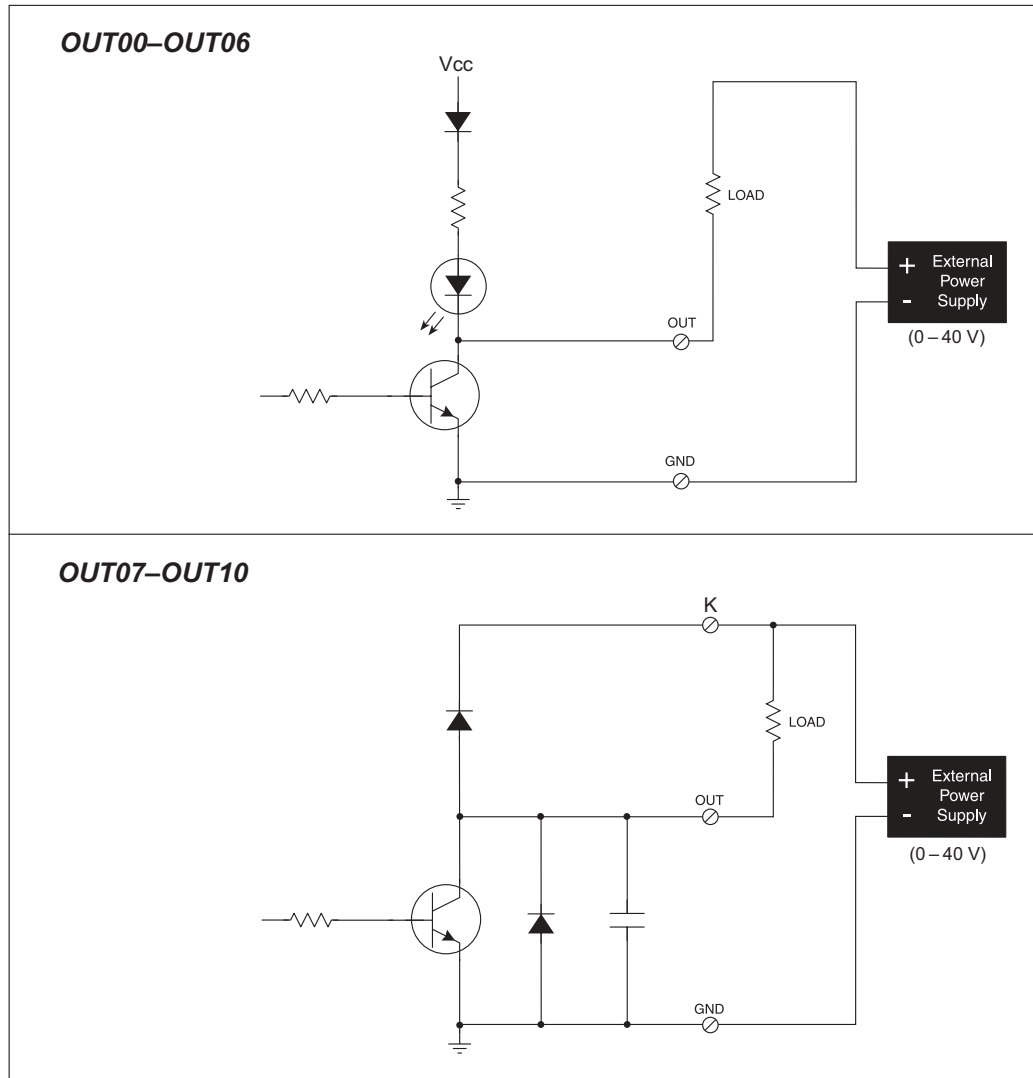 OUT00–OUT06
Vcc
LOAD
+ External
Power
- Supply
(0–40 V)
OUT
GND
OUT07–OUT10
K
LOAD
+ External
Power
- Supply
(0–40 V)
OUT
GND